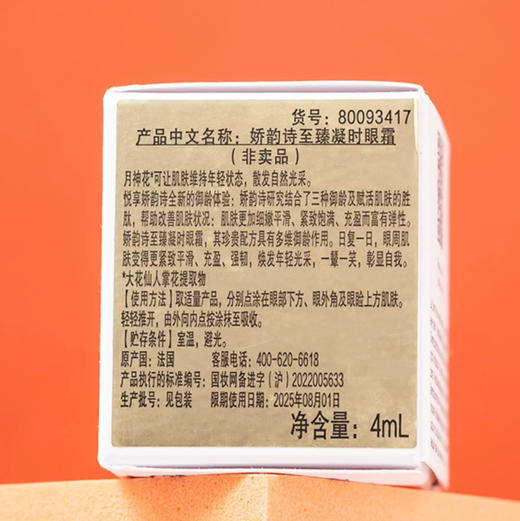 货号：80093417
产品中文名称：娇韵诗至臻凝时眼霜
（非卖品）
月神花*可让肌肤维持年轻状态，散发自然光采。
悦享娇韵诗全新的御龄体验：娇韵诗研究结合了三种御龄及赋活肌肤的胜
肽，帮助改善肌肤状况；肌肤更加细嫩平滑、紧致饱满、充盈而富有弹性。
娇韵诗至臻凝时眼霜，其珍贵配方具有多维御龄作用。日复一日，眼周肌
肤变得更紧致平滑、充盈、强韧，焕发年轻光采，一颦一笑，彰显自我。
*大花仙人掌花提取物
【使用方法】取适量产品，分别点涂在眼部下方、眼外角及眼睑上方肌肤。
轻轻推开，由外向内点按涂抹至吸收。
【贮存条件】室温，避光。
原产国：法国 客服电话：400-620-6618
产品执行的标准编号：国妆网备进字（沪）2022005633
生产批号：见包装 限期使用日期：2025年08月01日
净含量：4mL